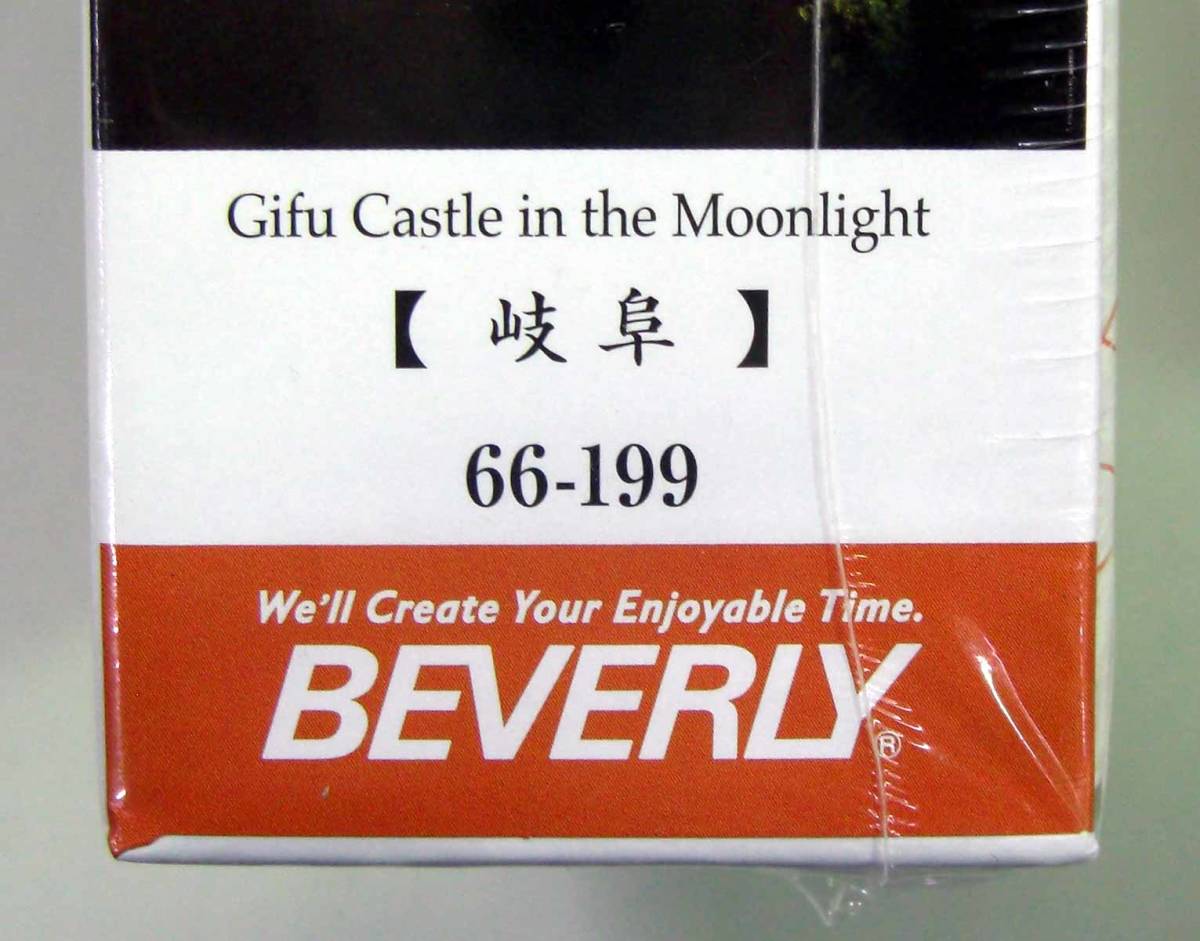 Gifu Castle in the Moonlight
【 岐阜 】
66-199
We'll Create Your Enjoyable Time.
BEVERLY®